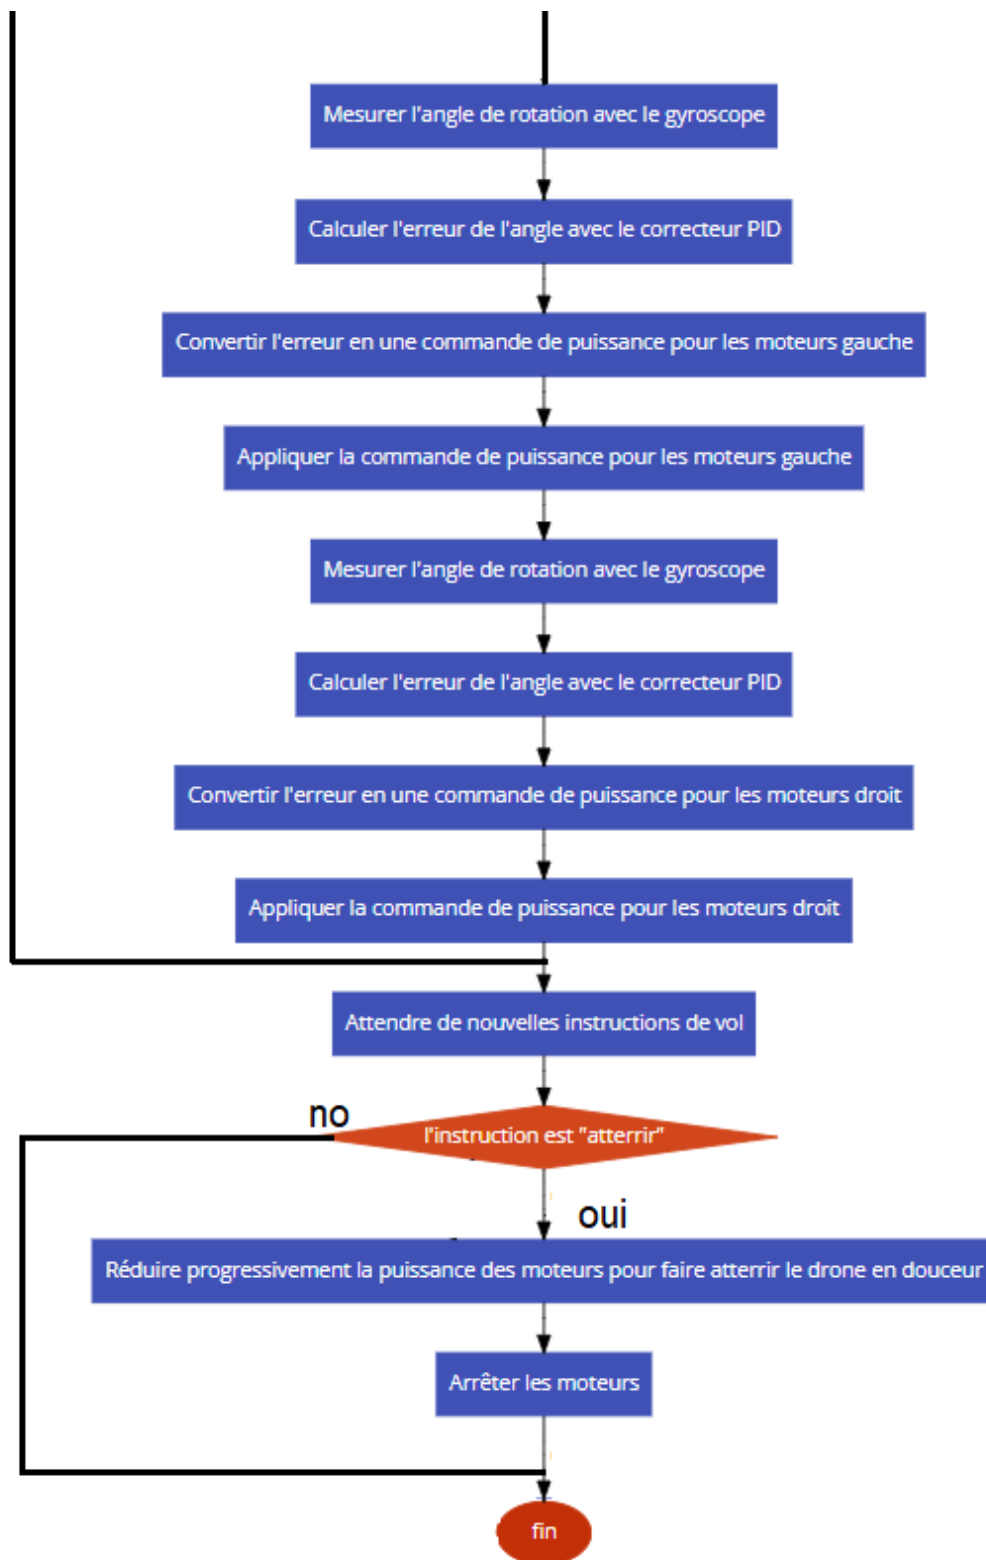 Mesurer l'angle de rotation avec le gyroscope
Calculer l'erreur de l'angle avec le correcteur PID
Convertir l'erreur en une commande de puissance pour les moteurs gauche
Appliquer la commande de puissance pour les moteurs gauche
Mesurer l'angle de rotation avec le gyroscope
Calculer l'erreur de l'angle avec le correcteur PID
Convertir l'erreur en une commande de puissance pour les moteurs droit
Appliquer la commande de puissance pour les moteurs droit
Attendre de nouvelles instructions de vol
no
l'instruction est "atterrir"
oui
Réduire progressivement la puissance des moteurs pour faire atterrir le drone en douceur
Arrêter les moteurs
fin